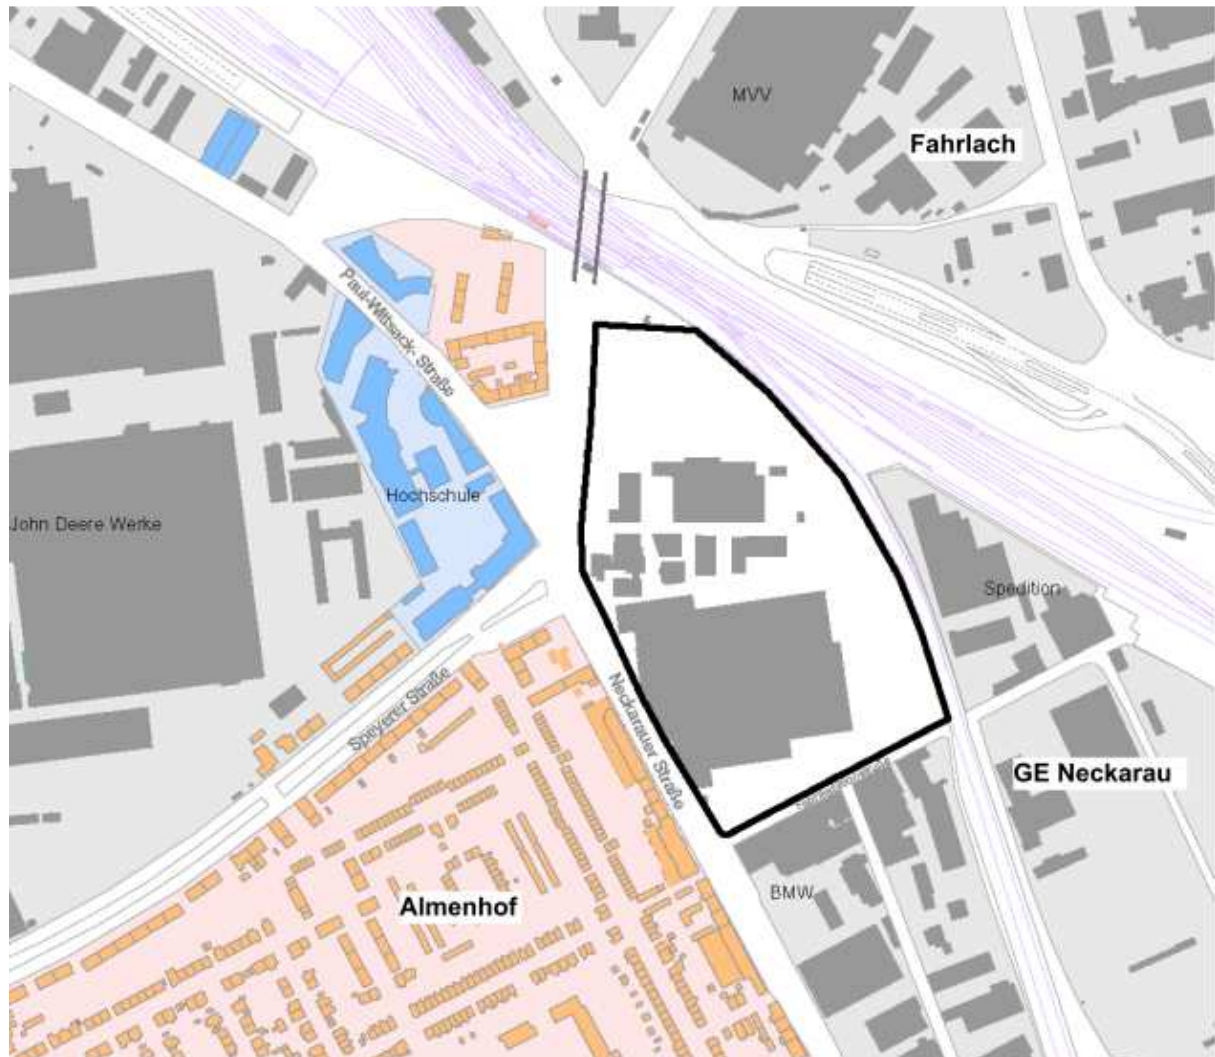 MVV
Fahrlach
Paul-Wittsack-Straße
Hochschule
John Deere Werke
Spedition
Speyerer Straße
Neckarauer Straße
GE Neckarau
BMW
Almenhof